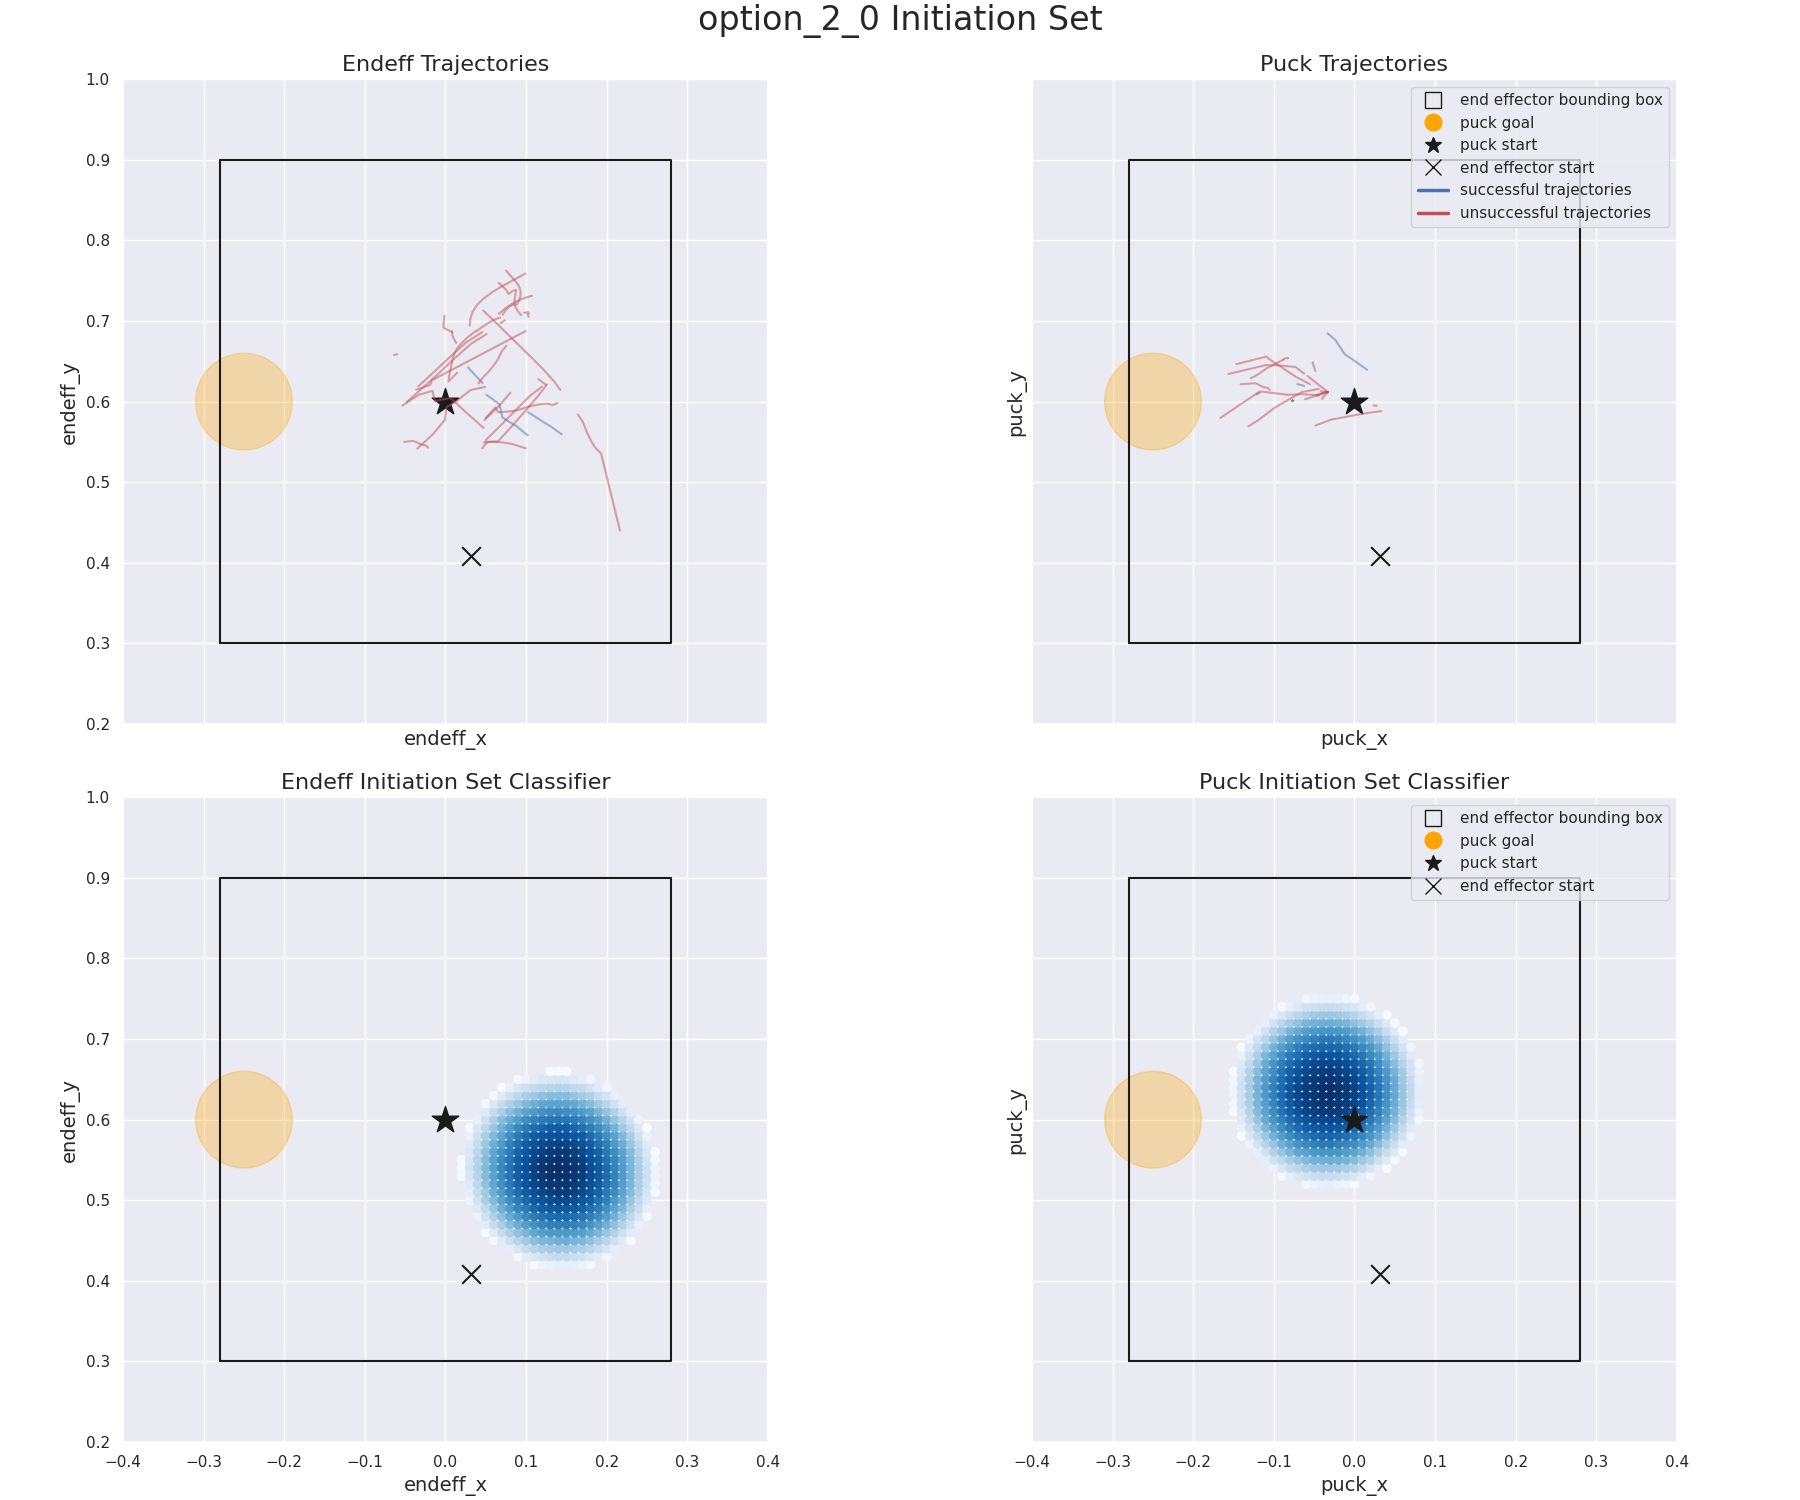 option_2_0 Initiation Set
Endeff Trajectories
1.0
0.9
0.8
0.7
0.6
0.5
0.4
0.3
0.2
endeff_y
endeff_x
Puck Trajectories
end effector bounding box
puck goal
puck start
end effector start
successful trajectories
unsuccessful trajectories
puck_y
puck_x
Endeff Initiation Set Classifier
1.0
0.9
0.8
0.7
0.6
0.5
0.4
0.3
0.2
endeff_y
−0.4 −0.3 −0.2 −0.1 0.0 0.1 0.2 0.3 0.4
endeff_x
Puck Initiation Set Classifier
end effector bounding box
puck goal
puck start
end effector start
puck_y
−0.4 −0.3 −0.2 −0.1 0.0 0.1 0.2 0.3 0.4
puck_x